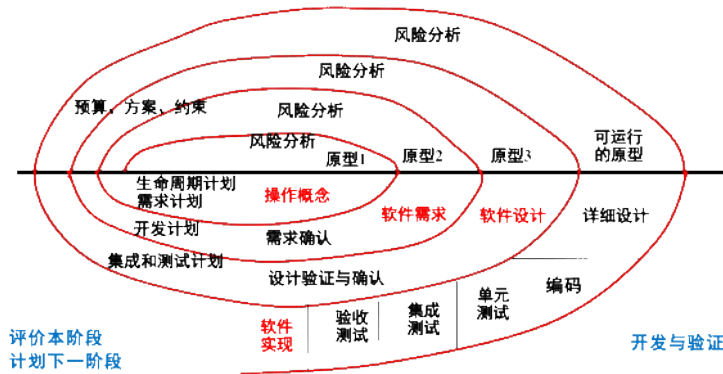 风险分析
风险分析
预算、方案、约束
风险分析
风险分析
原型1
原型2
原型3
可运行
的原型
生命周期计划
需求计划
操作概念
软件需求
软件设计
详细设计
开发计划
需求确认
集成和测试计划
设计验证与确认
编码
单元
测试
集成
测试
验收
测试
软件
实现
评价本阶段
计划下一阶段
开发与验证